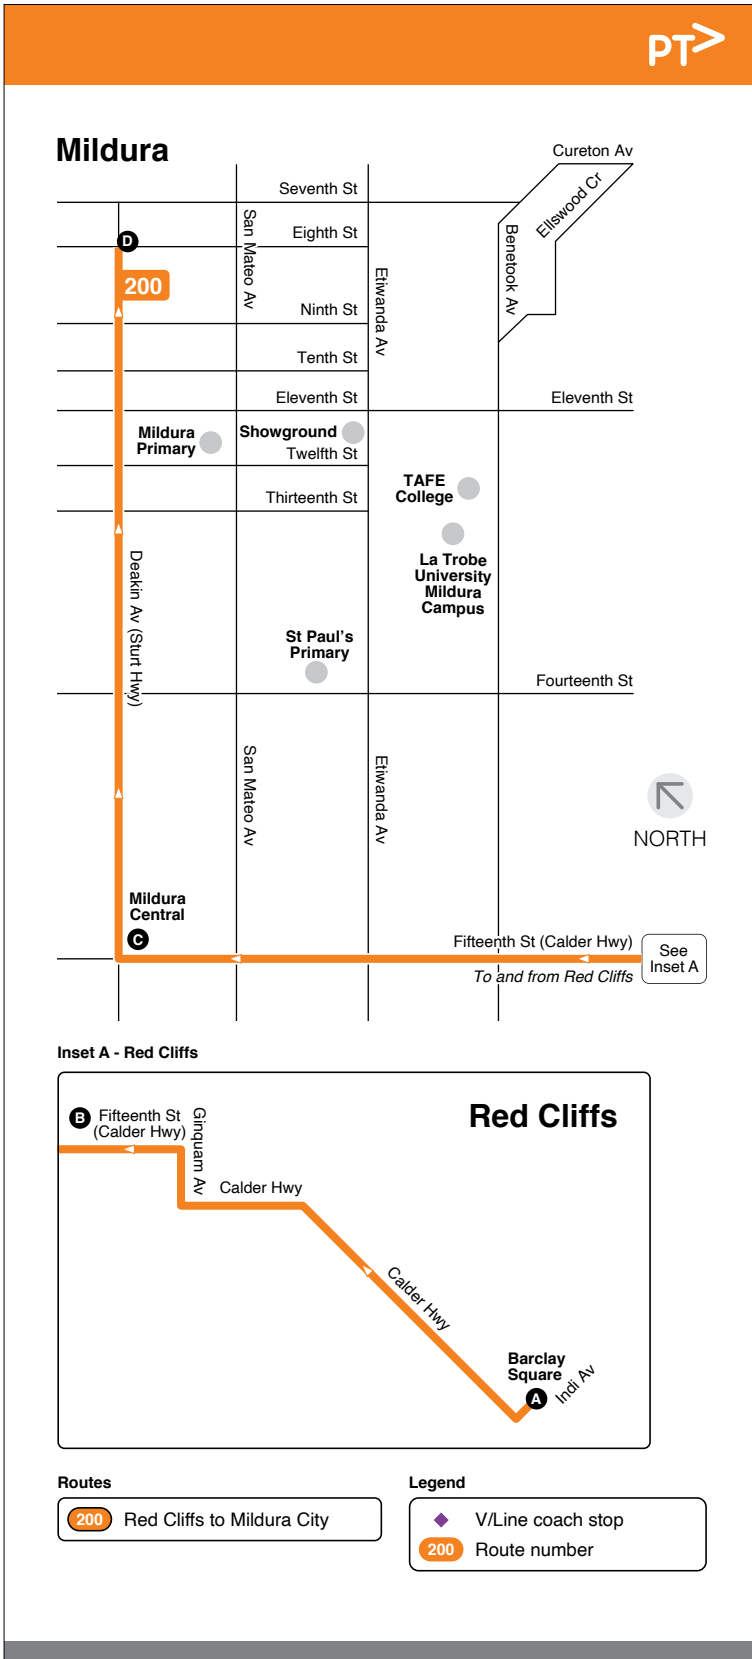 PT>
Mildura
Cureton Av
Ellswood Cr
Seventh St
San Mateo Av
Eighth St
Benetook Av
D
Etiwanda Av
200
Ninth St
Tenth St
Eleventh St
Eleventh St
Mildura
Primary
Showground
Twelfth St
TAFE
College
Thirteenth St
Deakin Av (Sturt Hwy)
La Trobe
University
Mildura
Campus
St Paul's
Primary
Fourteenth St
San Mateo Av
Etiwanda Av
NORTH
Mildura
Central
C
Fifteenth St (Calder Hwy)
To and from Red Cliffs
See
Inset A
Inset A - Red Cliffs
Red Cliffs
B
Fifteenth St
(Calder Hwy)
Ginquam Av
Calder Hwy
Calder Hwy
Barclay
Square
A
Indi Av
Routes
200 Red Cliffs to Mildura City
Legend
V/Line coach stop
200 Route number